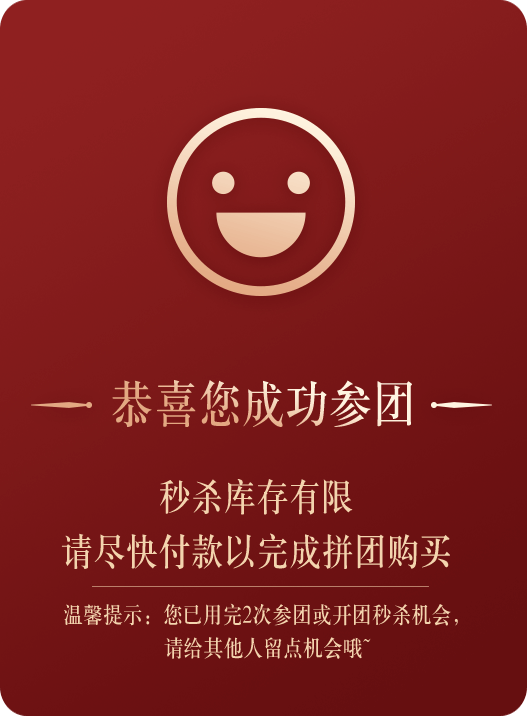 恭喜您成功参团
秒杀库存有限
请尽快付款以完成拼团购买
温馨提示：您已用完2次参团或开团秒杀机会，
请给其他人留点机会哦~